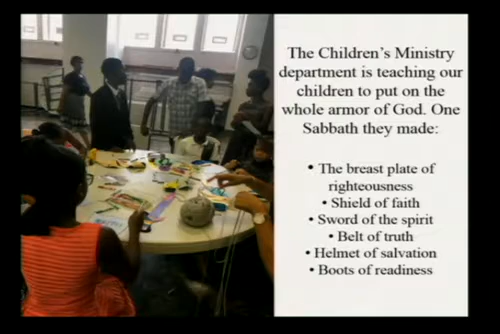 The Children's Ministry
department is teaching our
children to put on the
whole armor of God. One
Sabbath they made:
• The breast plate of
righteousness
• Shield of faith
• Sword of the spirit
• Belt of truth
• Helmet of salvation
• Boots of readiness